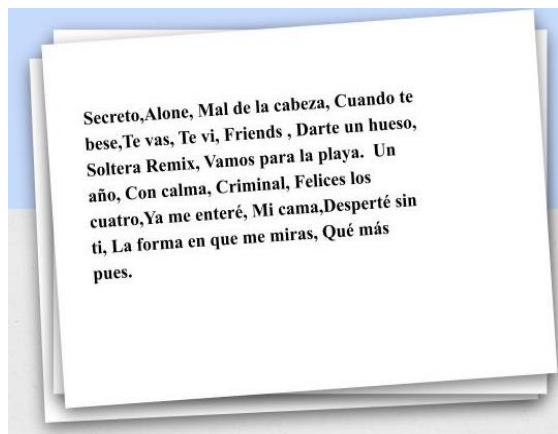 Secreto,Alone, Mal de la cabeza, Cuando te
bese,Te vas, Te vi, Friends , Darte un hueso,
Soltera Remix, Vamos para la playa.  Un
año, Con calma, Criminal, Felices los
cuatro,Ya me enteré, Mi cama,Desperté sin
ti, La forma en que me miras, Qué más
pues.